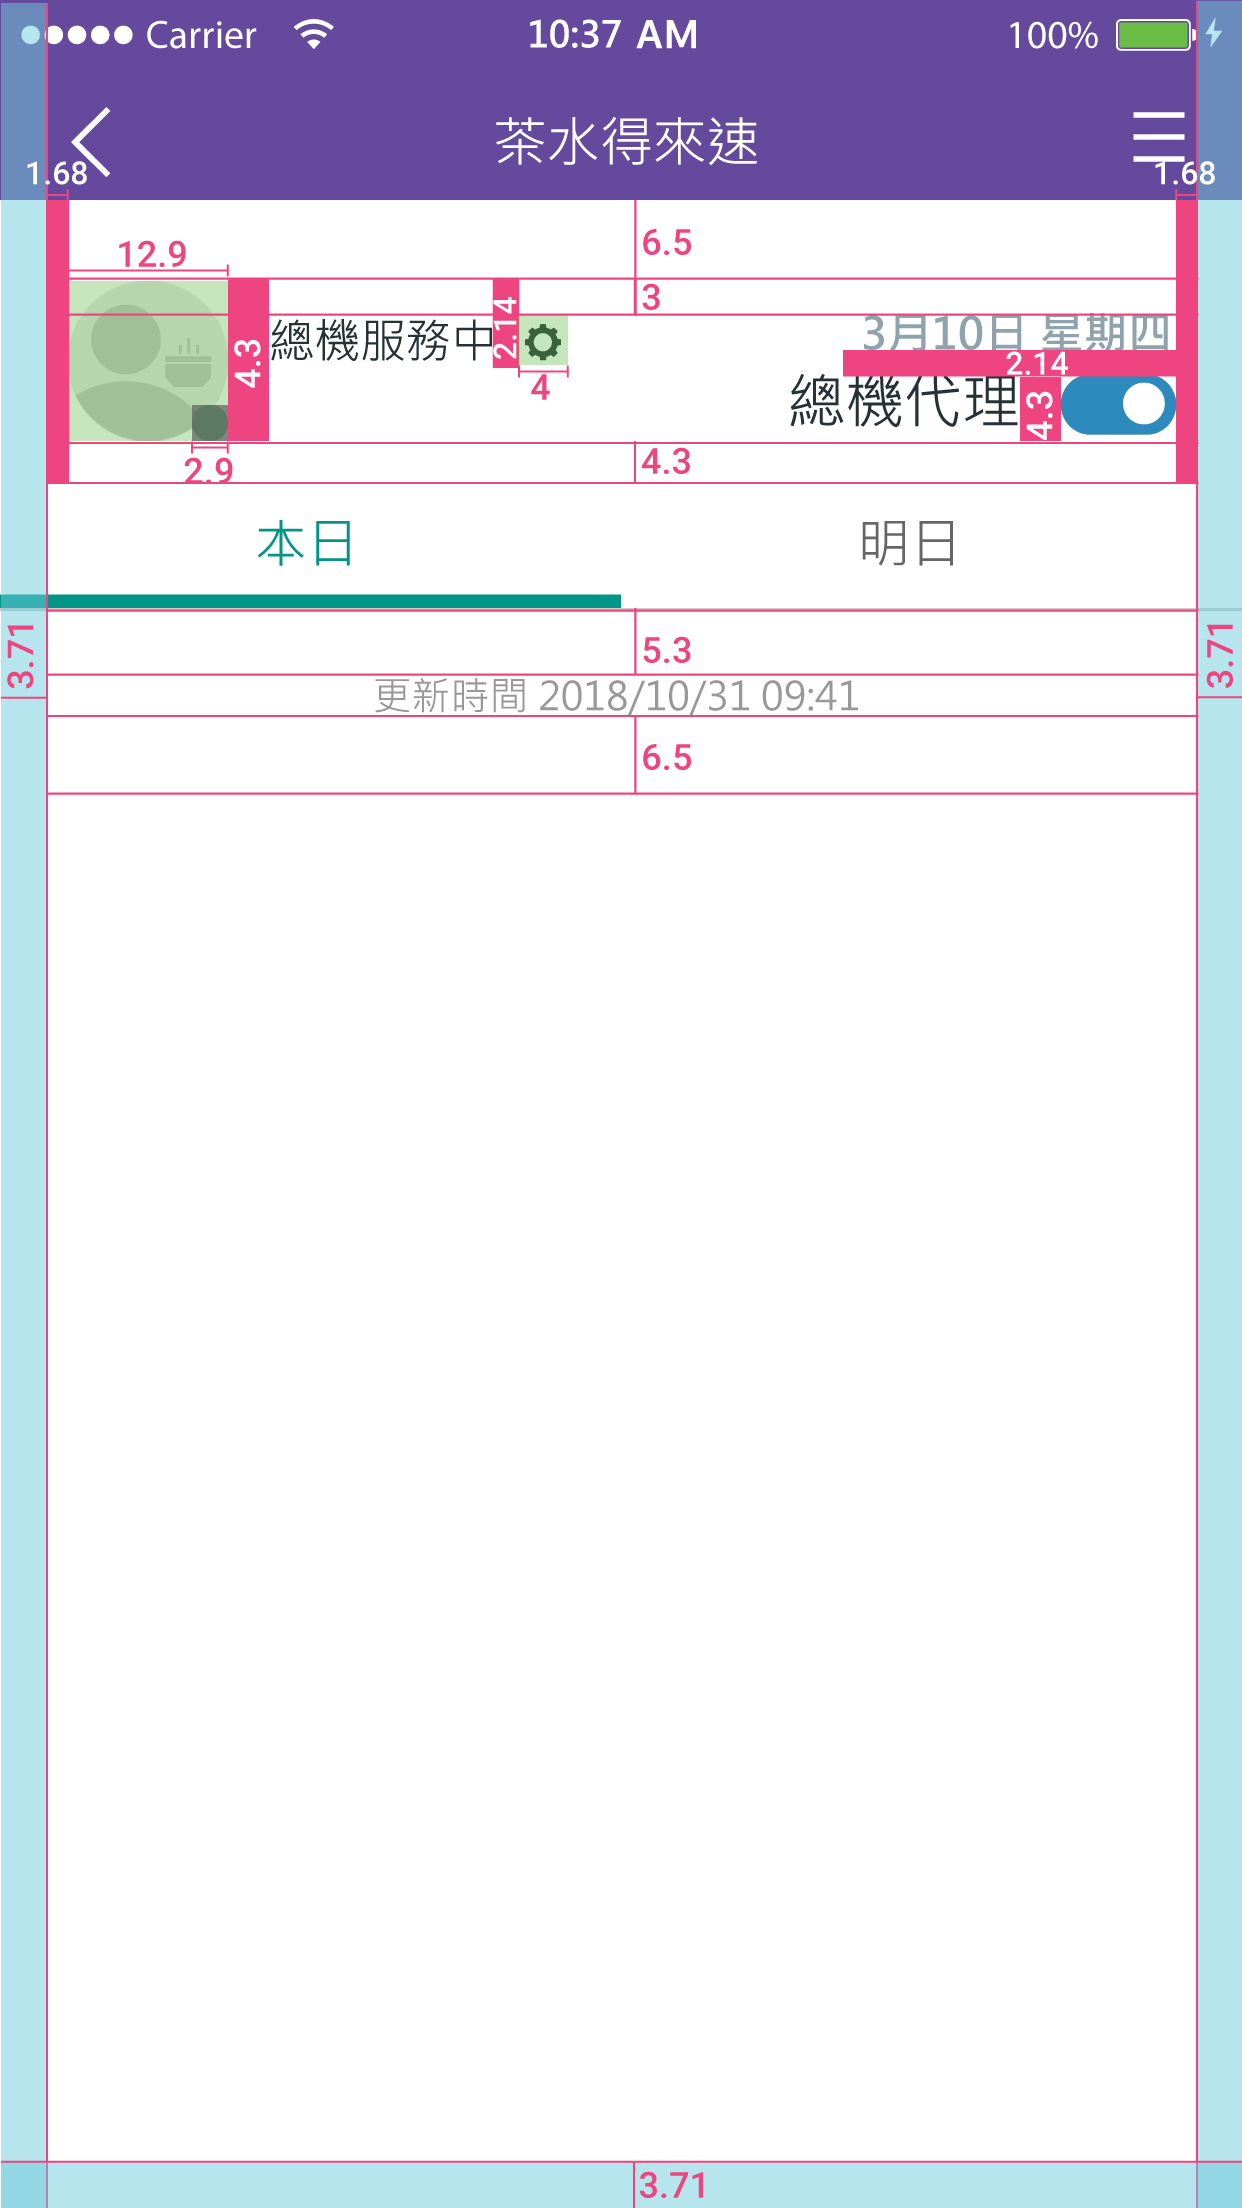 Carrier 10:37 AM 100%
茶水得來速
1.68 1.68
12.9 6.5
3
總機服務中 2.14 3月10日 星期四
4.3 4 2.14
總機代理 4.3
2.9 4.3
本日 明日
3.71 5.3 3.71
更新時間 2018/10/31 09:41
6.5
3.71